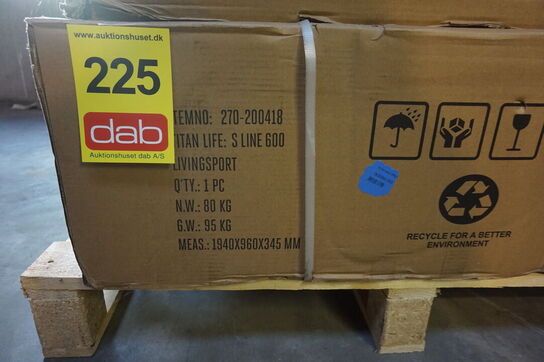 www.auktionshuset.dk
225
dab
Auktionshuset dab A/S
TEMNO: 270-200418
TITAN LIFE: S LINE 600
LIVINGSPORT
Q'TY.: 1 PC
N.W.: 80 KG
G.W.: 95 KG
MEAS.: 1940X960X345 MM
RECYCLE FOR A BETTER
ENVIRONMENT